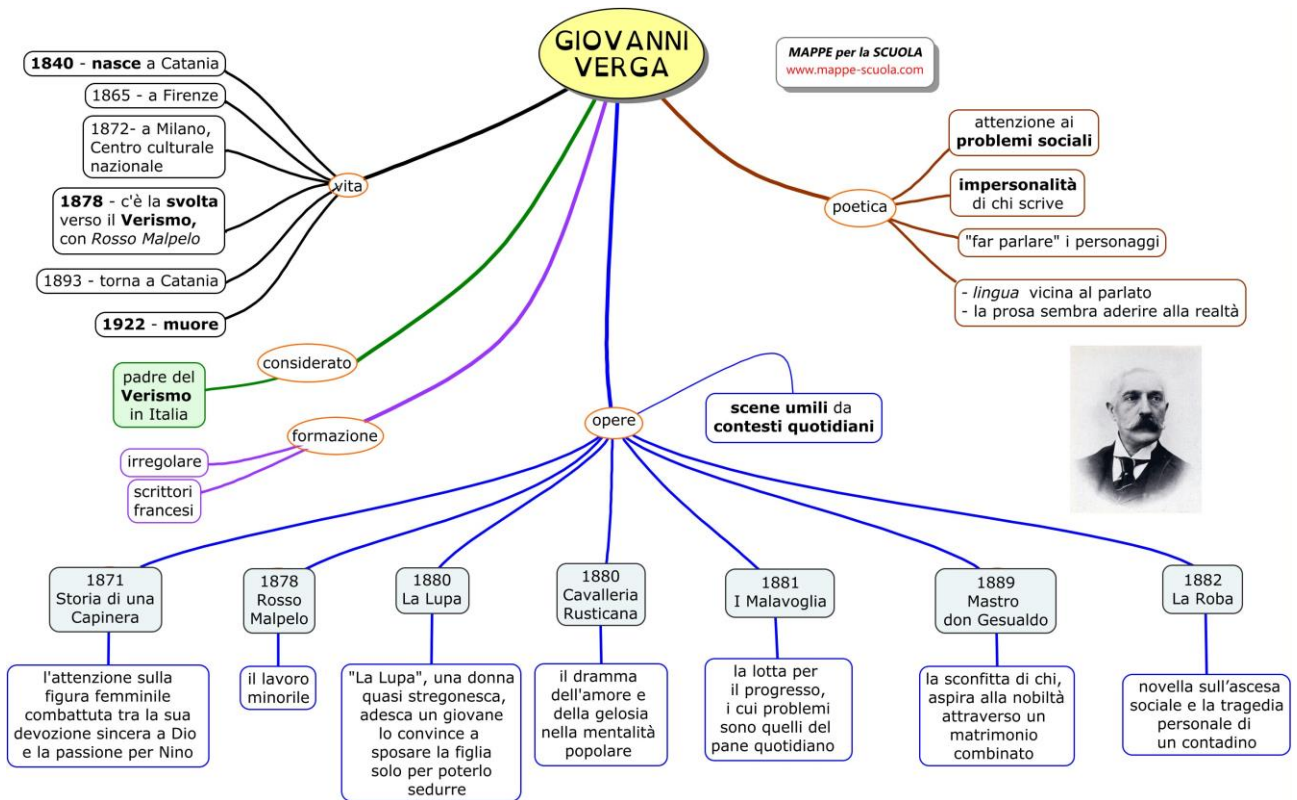 GIOVANNI
VERGA
MAPPE per la SCUOLA
www.mappe-scuola.com
vita
1840 - nasce a Catania
1865 - a Firenze
1872- a Milano,
Centro culturale
nazionale
1878 - c'è la svolta
verso il Verismo,
con Rosso Malpelo
1893 - torna a Catania
1922 - muore
considerato
padre del
Verismo
in Italia
formazione
irregolare
scrittori
francesi
poetica
attenzione ai
problemi sociali
impersonalità
di chi scrive
"far parlare" i personaggi
- lingua vicina al parlato
- la prosa sembra aderire alla realtà
opere
scene umili da
contesti quotidiani
1871
Storia di una
Capinera
l'attenzione sulla
figura femminile
combattuta tra la sua
devozione sincera a Dio
e la passione per Nino
1878
Rosso
Malpelo
il lavoro
minorile
1880
La Lupa
"La Lupa", una donna
quasi stregonesca,
adesca un giovane
lo convince a
sposare la figlia
solo per poterlo
sedurre
1880
Cavalleria
Rusticana
il dramma
dell'amore e
della gelosia
nella mentalità
popolare
1881
I Malavoglia
la lotta per
il progresso,
i cui problemi
sono quelli del
pane quotidiano
1889
Mastro
don Gesualdo
la sconfitta di chi,
aspira alla nobiltà
attraverso un
matrimonio
combinato
1882
La Roba
novella sull'ascesa
sociale e la tragedia
personale di
un contadino